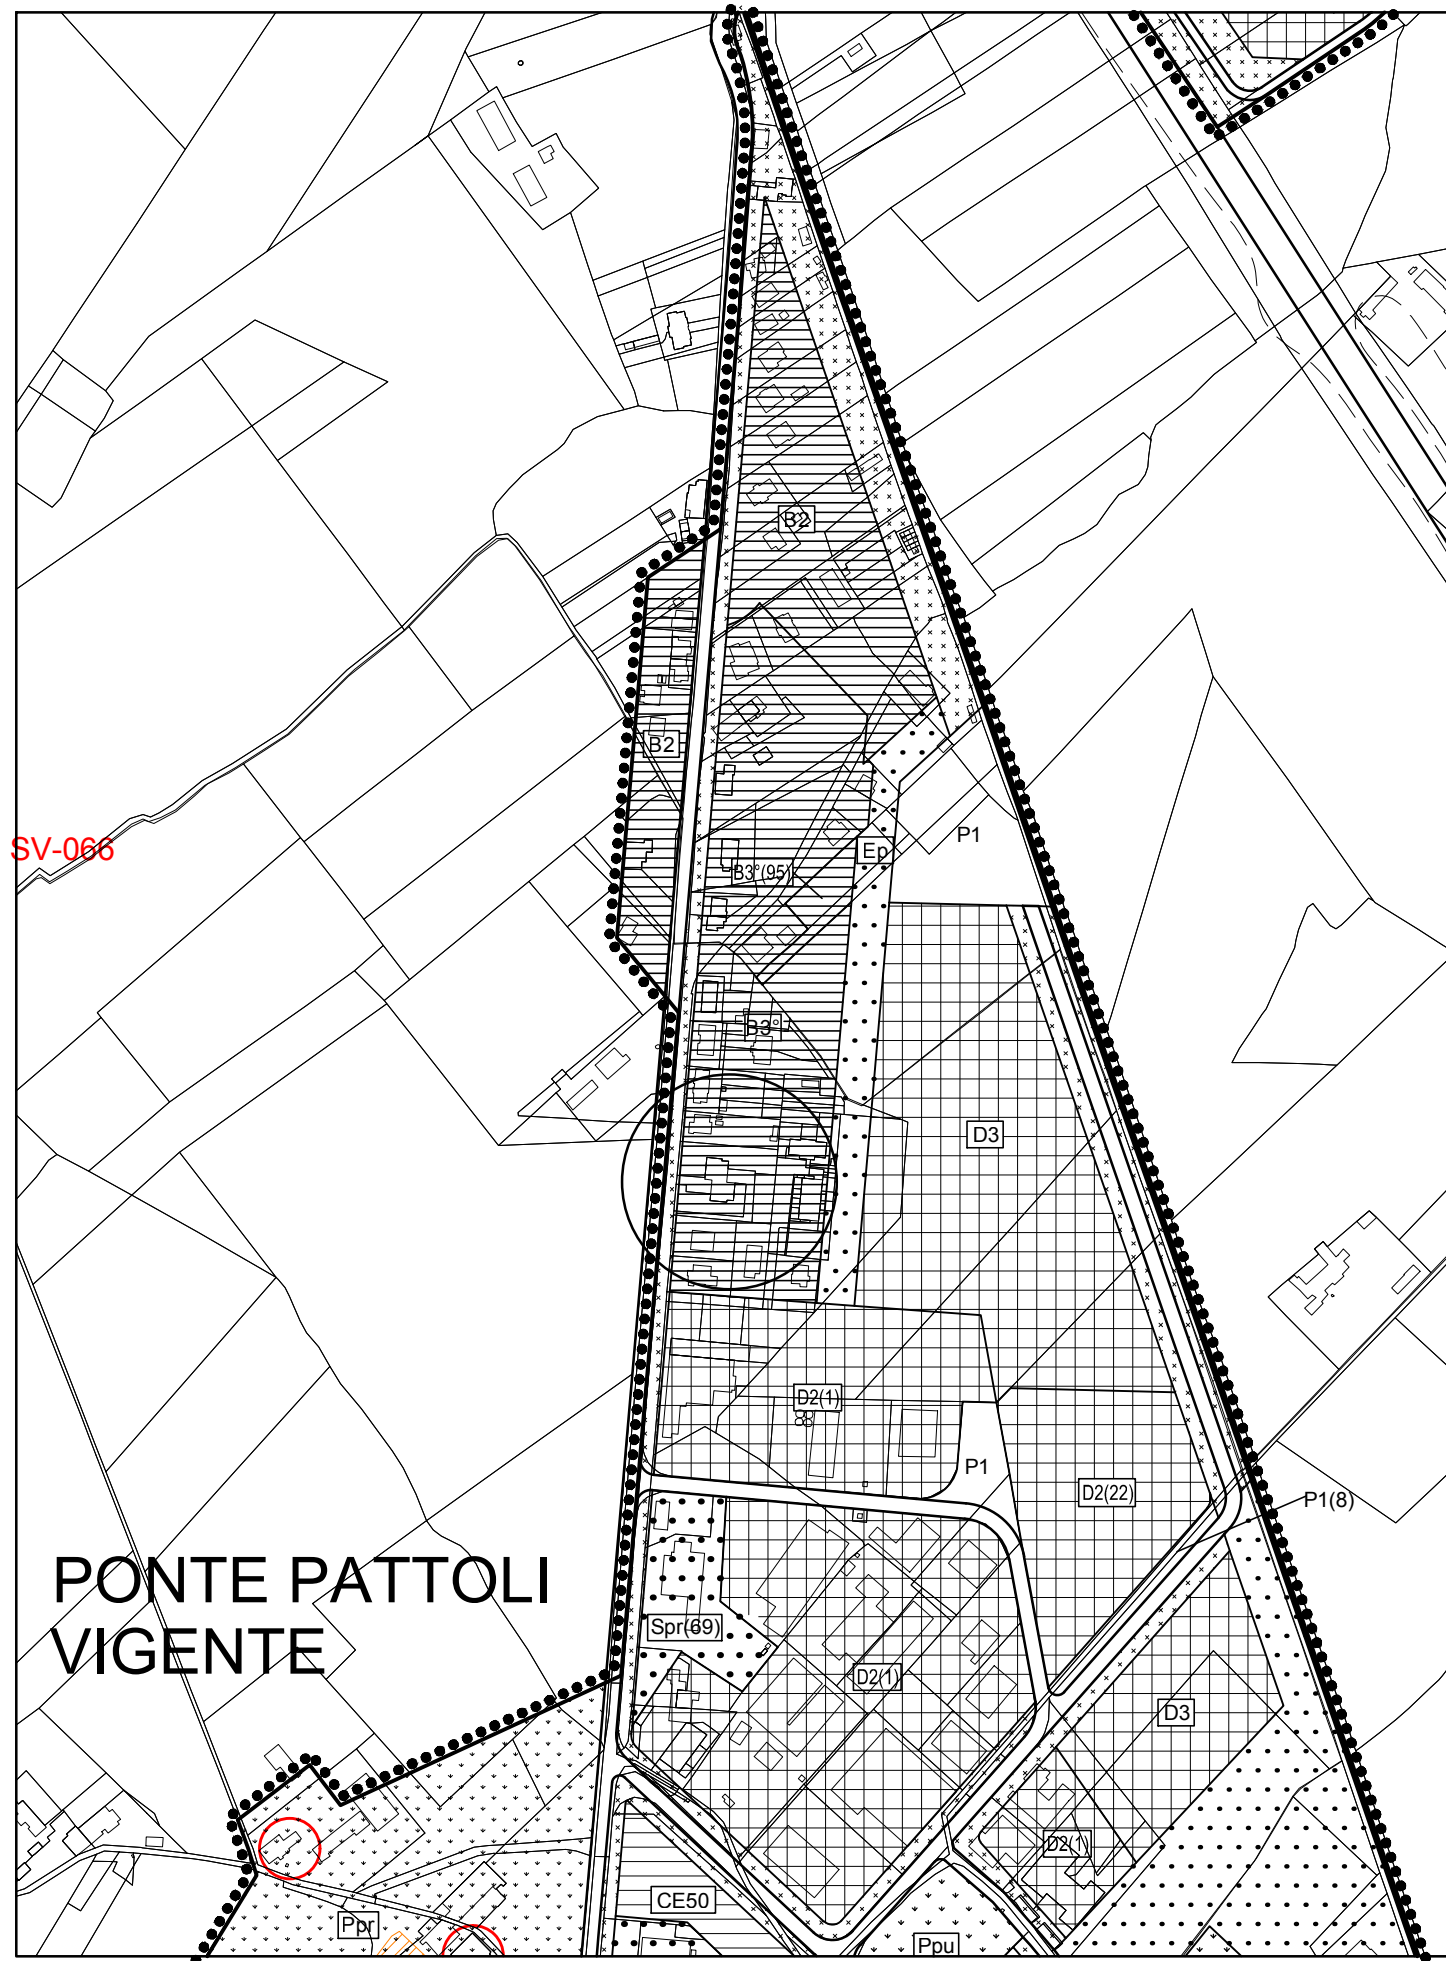 B2
B2
SV-066
P1
Ep
B3°(95)
B3°
D3
D2(1)
P1
D2(22)
P1(8)
PONTE PATTOLI
VIGENTE
Spr(69)
D2(1)
D3
D2(1)
CE50
Ppr
Ppu